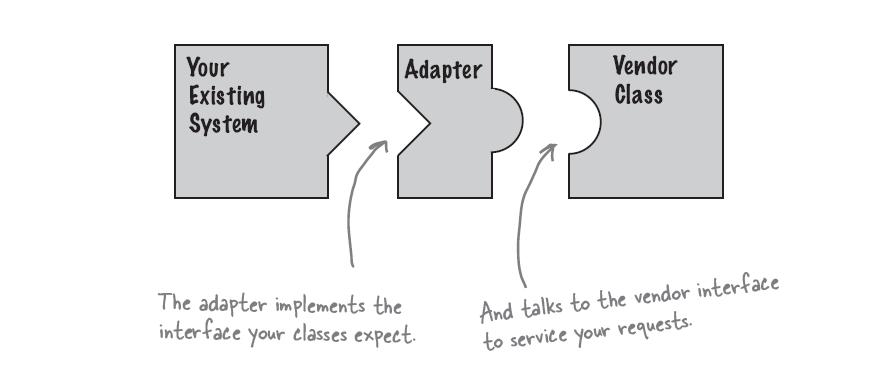 Your
Existing
System
Adapter
Vendor
Class
The adapter implements the
interface your classes expect.
And talks to the vendor interface
to service your requests.